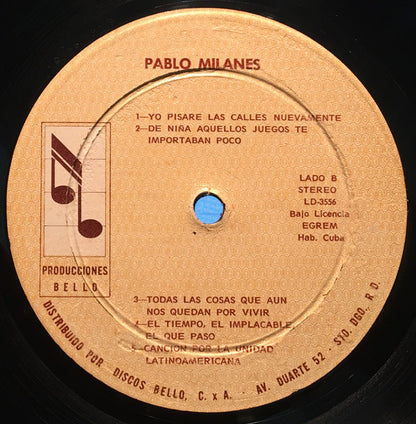 PABLO MILANES
1—YO PISARE LAS CALLES NUEVAMENTE
2—DE NIÑA AQUELLOS JUEGOS TE
IMPORTABAN POCO
LADO B
STEREO
LD-3556
Bajo Licencia
EGREM
Hab. Cuba
PRODUCCIONES
BELLO
3—TODAS LAS COSAS QUE AUN
NOS QUEDAN POR VIVIR
4—EL TIEMPO, EL IMPLACABLE,
EL QUE PASO
5—CANCION POR LA UNIDAD
LATINOAMERICANA
DISTRIBUIDO POR DISCOS BELLO, C. x A. - AV. DUARTE 52 - STO. DGO, R D.